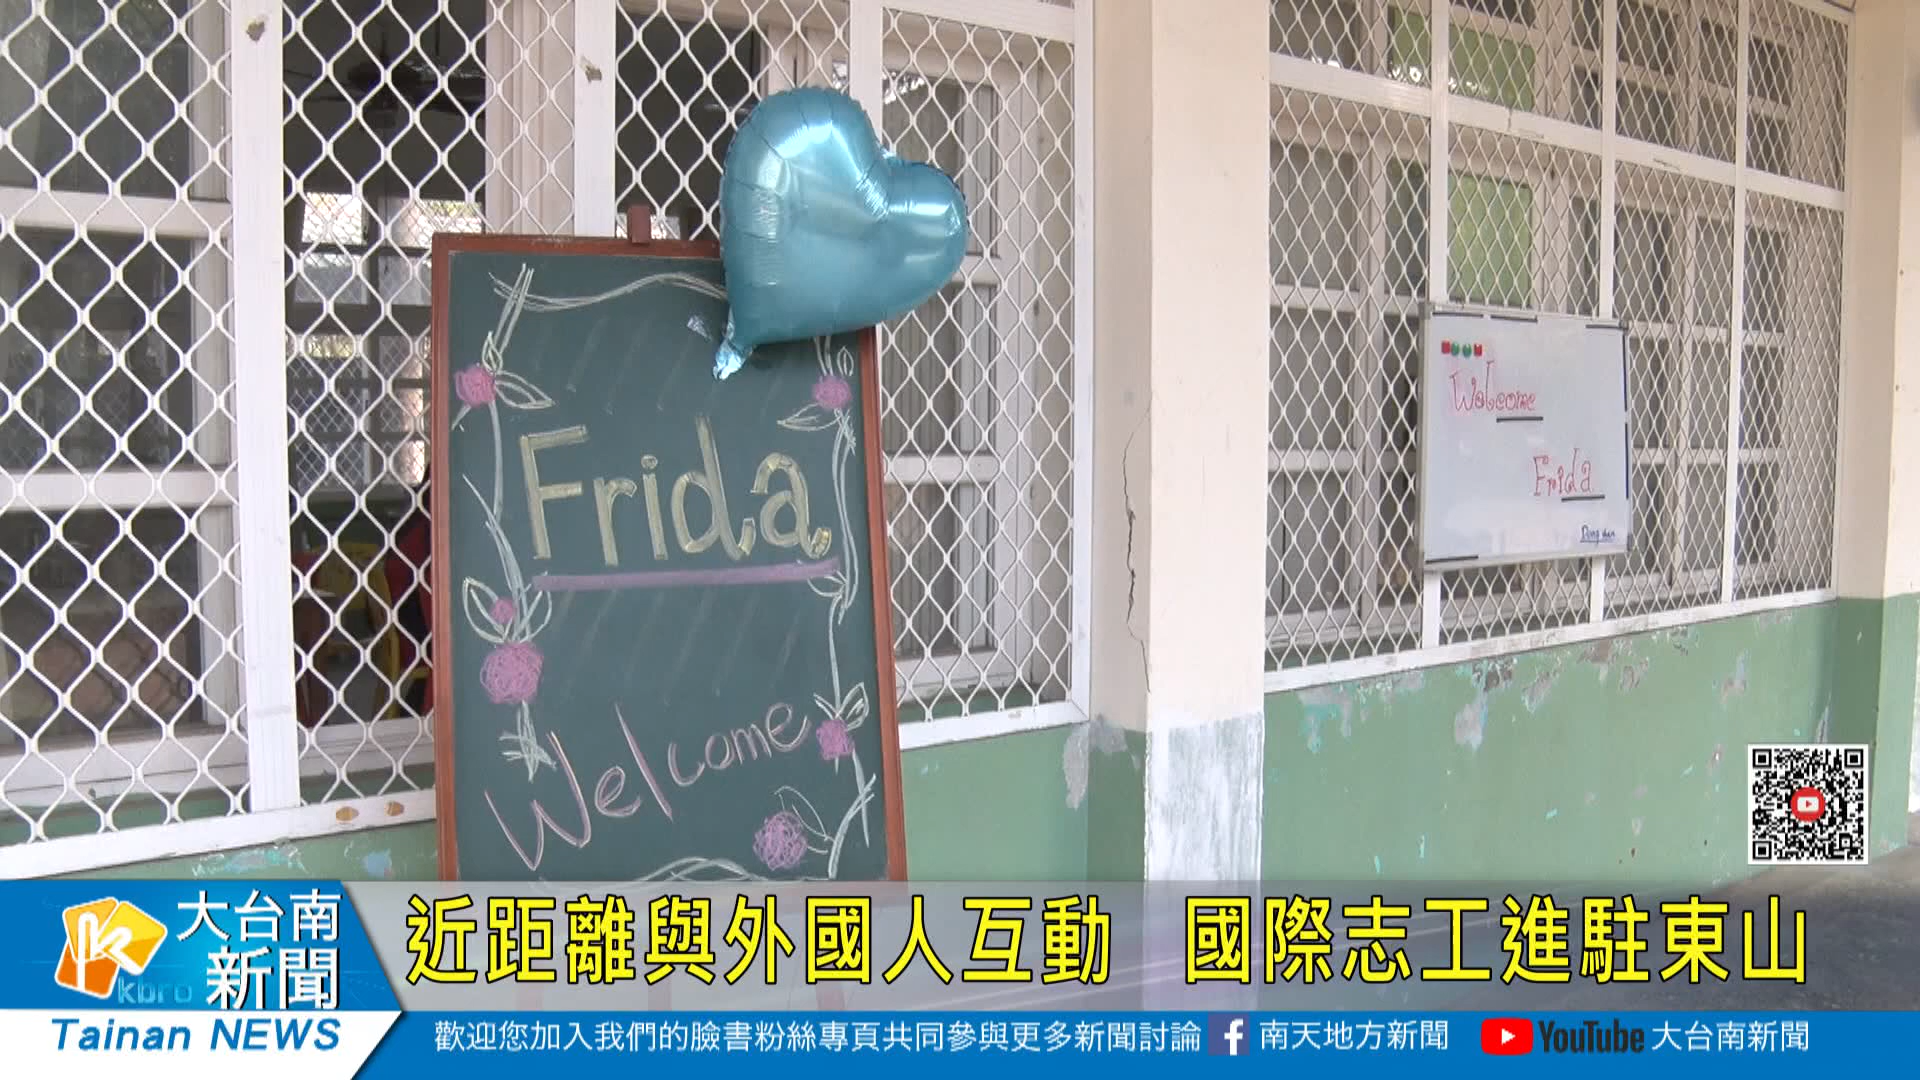 Frida
Welcome
Welcome
Frida
大台南
新聞
kbro
Tainan NEWS
近距離與外國人互動 國際志工進駐東山
歡迎您加入我們的臉書粉絲專頁共同參與更多新聞討論 南天地方新聞 YouTube 大台南新聞